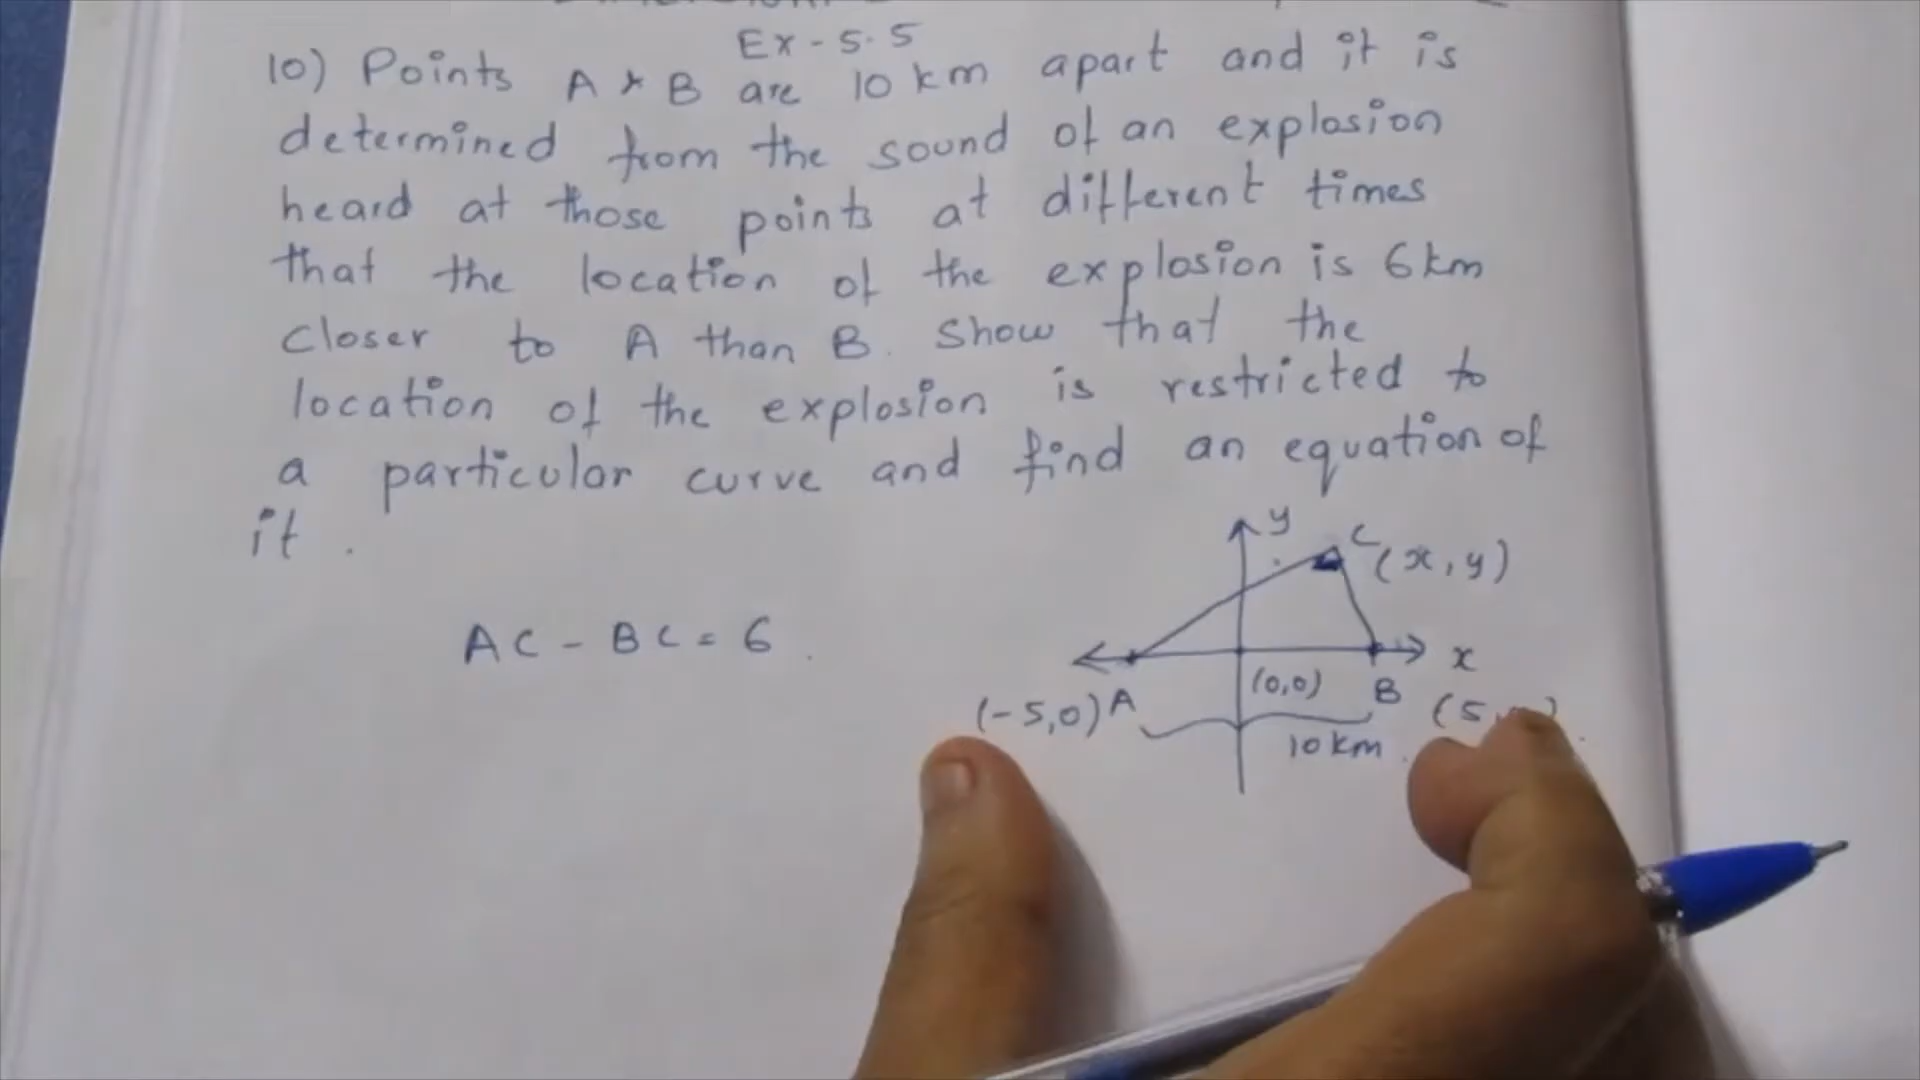 Ex - 5.5
10) Points A & B are 10 km apart and it is
determined from the sound of an explosion
heard at those points at different times
that the location of the explosion is 6 km
closer to A than B. Show that the
location of the explosion is restricted to
a particular curve and find an equation of
it.
y
C (x, y)
AC - BC = 6.
x
(0,0)
(-5,0) A
B
(5,
10 km.